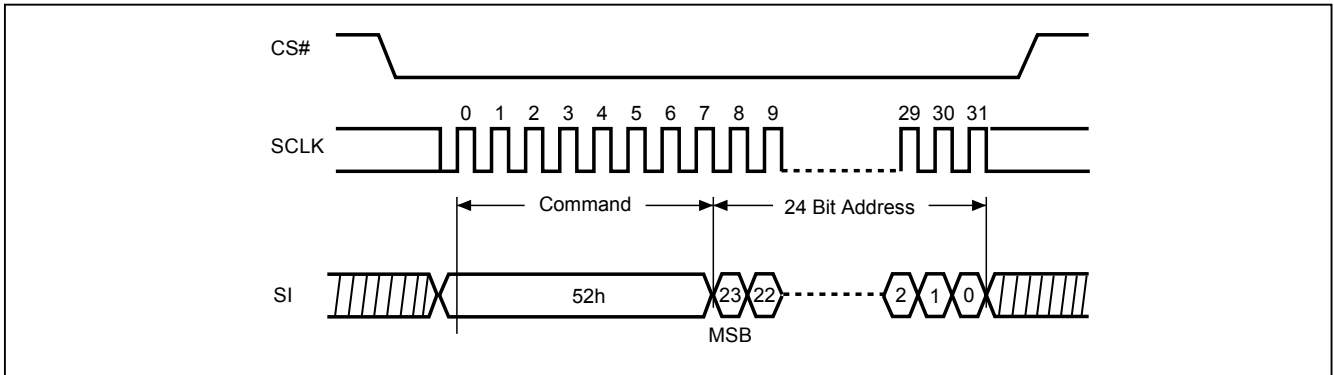 CS#
0 1 2 3 4 5 6 7 8 9 29 30 31
SCLK
Command 24 Bit Address
SI 52h 23 22 2 1 0
MSB